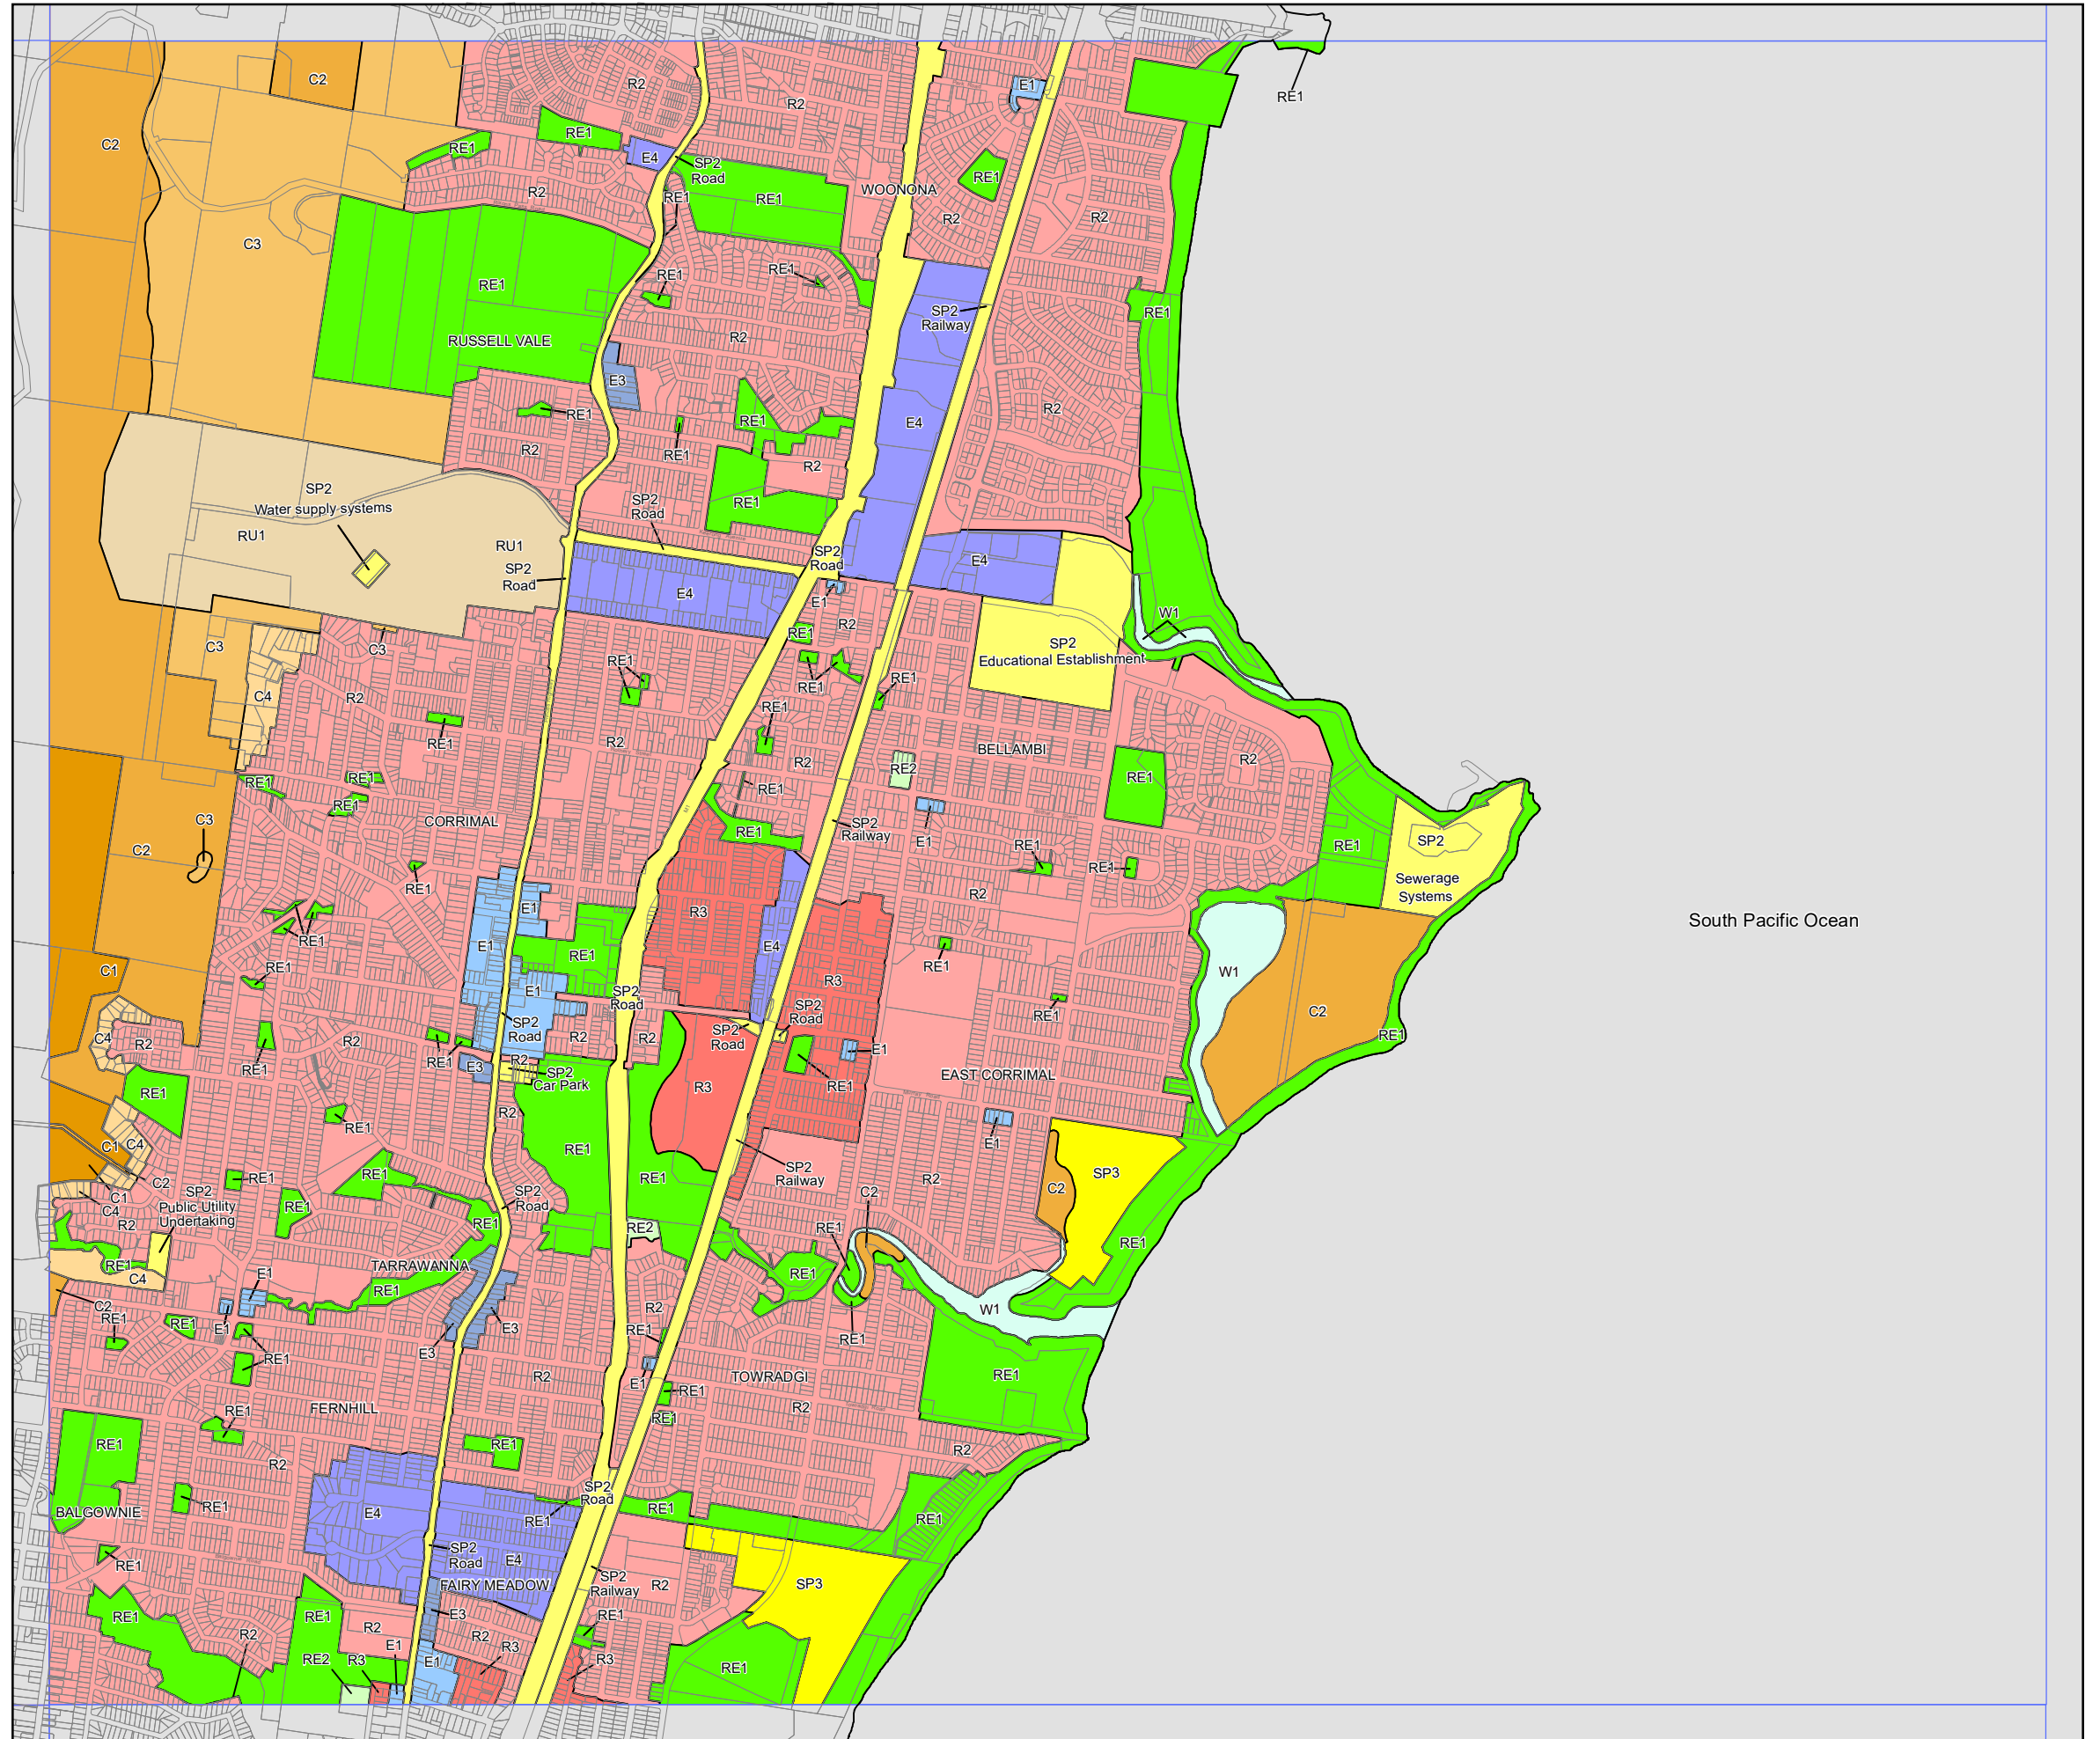 C2
R2
R2
E1
RE1
C2
RE1
RE1
E4
SP2
Road
RE1
R2
RE1
RE1
WOONONA
R2
R2
C3
RE1
RE1
RE1
RE1
SP2
Railway
RE1
RUSSELL VALE
R2
E3
RE1
R2
RE1
E4
R2
RE1
R2
SP2
Water supply systems
SP2
Road
RE1
RU1
RU1
SP2
Road
SP2
Road
E4
E4
E1
RE1
R2
W1
C3
C3
SP2
Educational Establishment
RE1
RE1
RE1
C4
R2
RE1
RE1
R2
BELLAMBI
R2
R2
RE2
RE1
RE1
RE1
RE1
RE1
C3
CORRIMAL
RE1
SP2
Railway
E1
RE1
RE1
SP2
Sewerage
Systems
C2
RE1
RE1
R2
E1
R3
South Pacific Ocean
RE1
E1
E4
RE1
RE1
C1
RE1
E1
R3
W1
SP2
Road
SP2
Road
RE1
C2
C4
R2
R2
SP2
Road
R2
R2
SP2
Road
RE1
RE1
RE1
E3
R2
SP2
Car Park
E1
EAST CORRIMAL
RE1
R3
RE1
R2
RE1
C1
C4
RE1
RE1
E1
C2
RE1
RE1
RE1
SP2
Railway
R2
SP3
C1
C4
SP2
Public Utility
Undertaking
RE1
SP2
Road
C2
C2
R2
RE1
RE2
RE1
RE1
RE1
C4
E1
TARRAWANNA
RE1
RE1
C2
RE1
RE1
E1
E3
E3
R2
RE1
W1
RE1
RE1
R2
E1
TOWRADGI
RE1
RE1
RE1
FERNHILL
RE1
R2
RE1
RE1
R2
RE1
R2
BALGOWNIE
RE1
E4
SP2
Road
RE1
RE1
RE1
RE1
SP2
Road
E4
FAIRY MEADOW
SP2
Railway
R2
SP3
RE1
RE1
E3
RE1
R2
R2
E1
R2
R3
RE2
R3
E1
R3
RE1